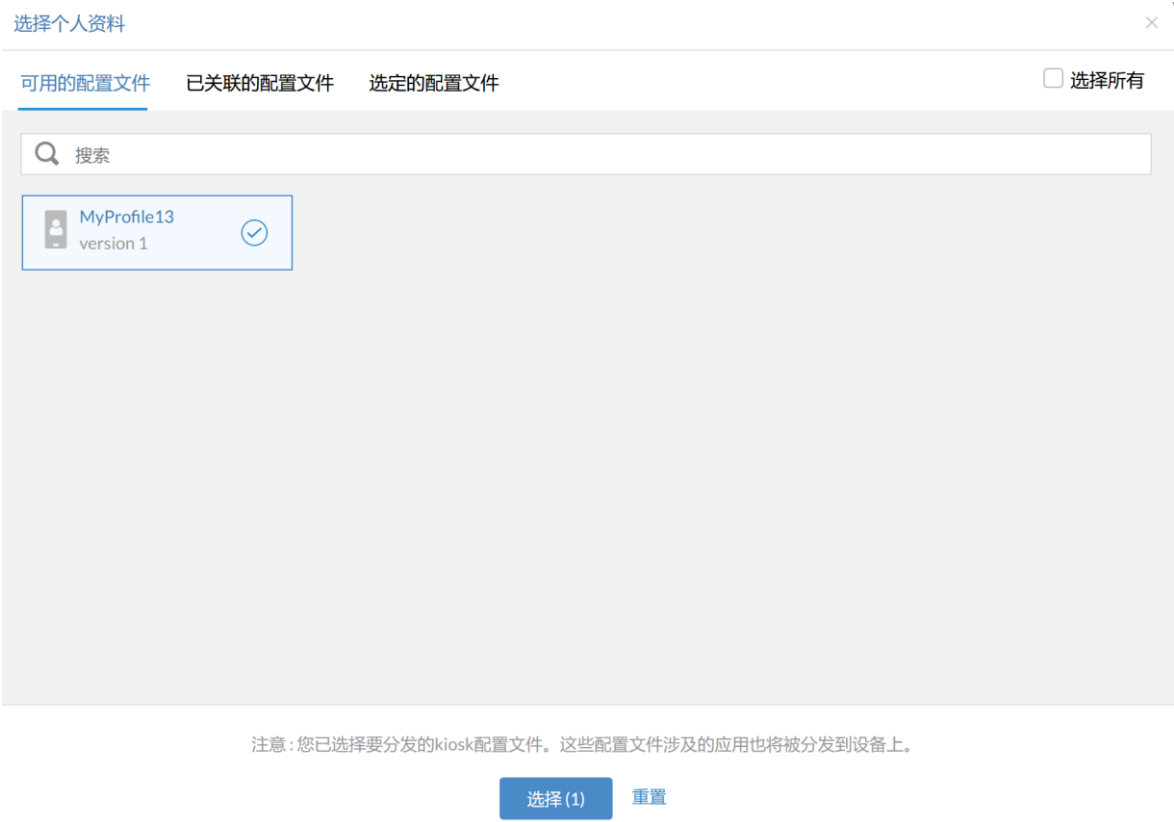 选择个人资料
可用的配置文件 已关联的配置文件 选定的配置文件 选择所有
搜索
MyProfile13
version 1
注意:您已选择要分发的kiosk配置文件。这些配置文件涉及的应用也将被分发到设备上。
选择(1) 重置